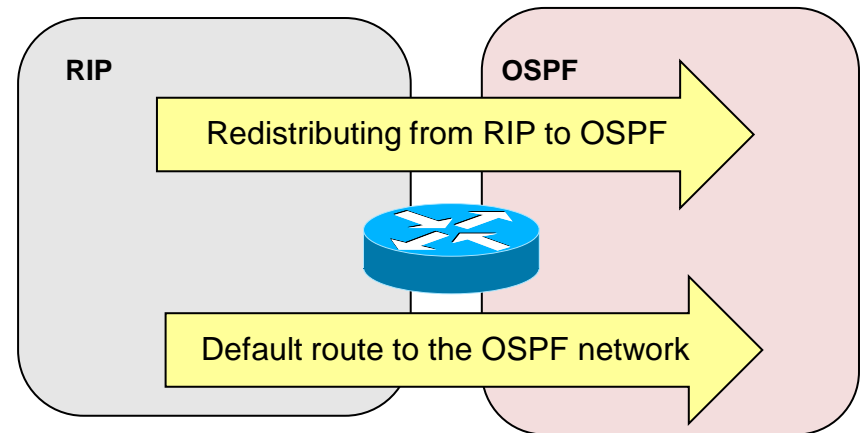 RIP
OSPF
Redistributing from RIP to OSPF
Default route to the OSPF network